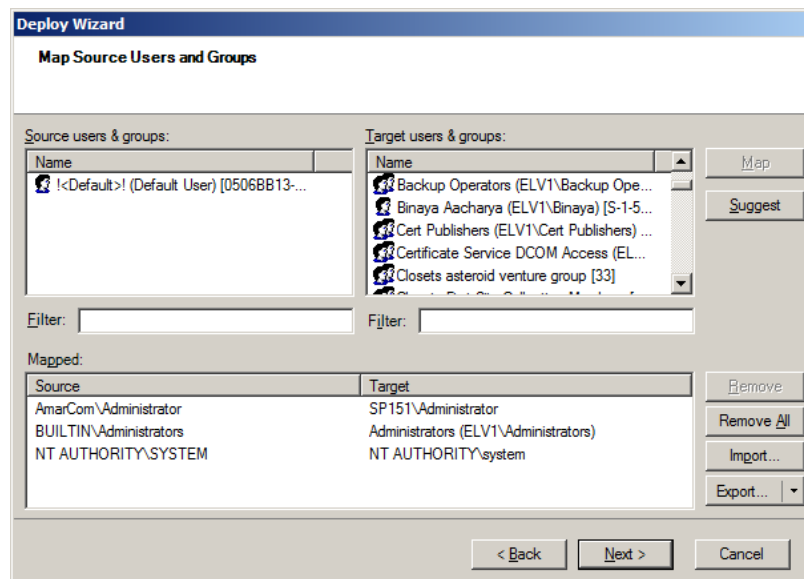 Deploy Wizard
Map Source Users and Groups
Source users & groups:
Name
!<Default>! (Default User) [0506BB13-...
Target users & groups:
Name
Backup Operators (ELV1\Backup Ope...
Binaya Aacharya (ELV1\Binaya) [S-1-5...
Cert Publishers (ELV1\Cert Publishers) ...
Certificate Service DCOM Access (EL...
Closets asteroid venture group [33]
Map
Suggest
Filter:
Filter:
Mapped:
Source Target
AmarCom\Administrator SP151\Administrator
BUILTIN\Administrators Administrators (ELV1\Administrators)
NT AUTHORITY\SYSTEM NT AUTHORITY\system
Remove
Remove All
Import...
Export...
< Back Next > Cancel